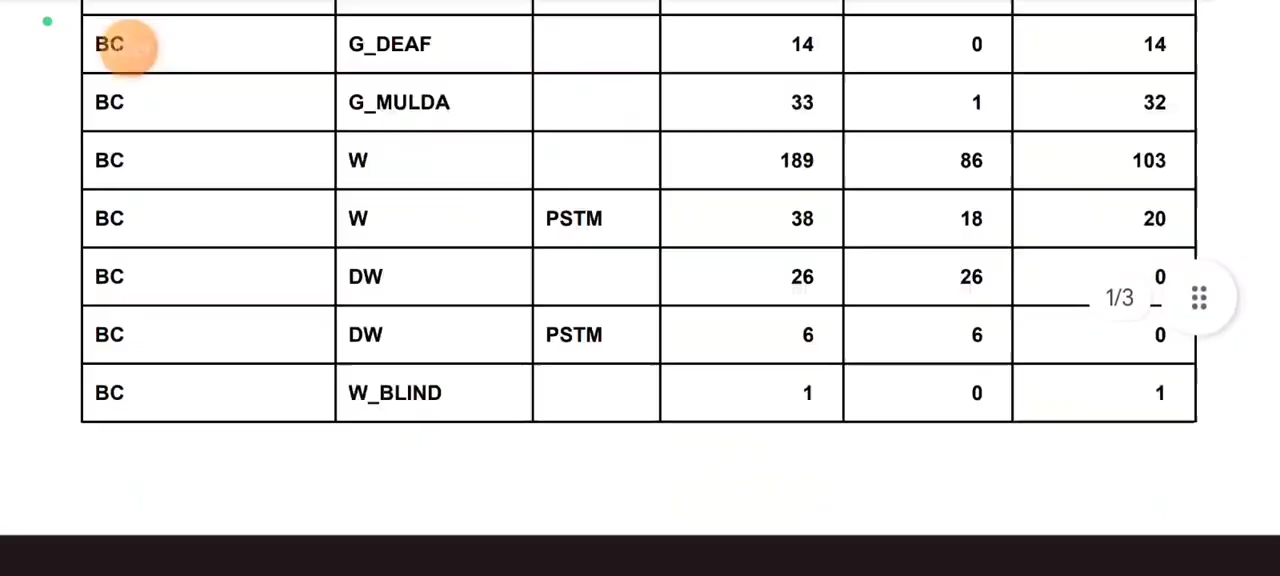 BC G_DEAF 14 0 14
BC G_MULDA 33 1 32
BC W 189 86 103
BC W PSTM 38 18 20
BC DW 26 26 0
1/3
BC DW PSTM 6 6 0
BC W_BLIND 1 0 1